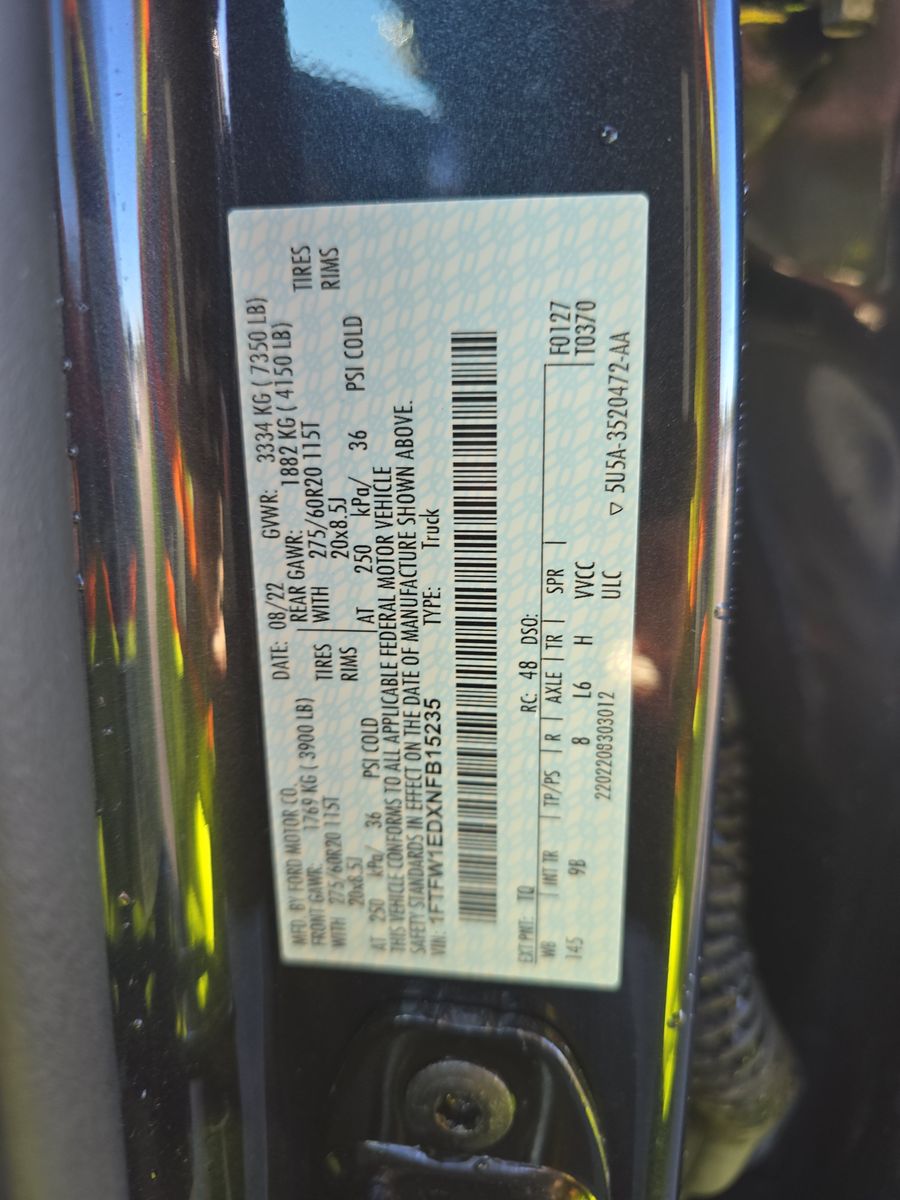 MFD. BY FORD MOTOR CO.
DATE: 08/22 GVWR: 3334 KG ( 7350 LB)
FRONT GAWR: 1769 KG ( 3900 LB)
REAR GAWR: 1882 KG ( 4150 LB)
WITH 275/60R20 115T TIRES
WITH 275/60R20 115T TIRES
20x8.5J RIMS
20x8.5J RIMS
AT 250 kPa/ 36 PSI COLD
AT 250 kPa/ 36 PSI COLD
THIS VEHICLE CONFORMS TO ALL APPLICABLE FEDERAL MOTOR VEHICLE
SAFETY STANDARDS IN EFFECT ON THE DATE OF MANUFACTURE SHOWN ABOVE.
VIN: 1FTFW1EDXNFB15235 TYPE: Truck
EXT PNT: TQ RC: 48 DSO: F0127
WB INT TR TP/PS R AXLE TR SPR T0370
145 9B 8 L6 H VVCC
2202208303012 ULC
▽ 5U5A-3520472-AA